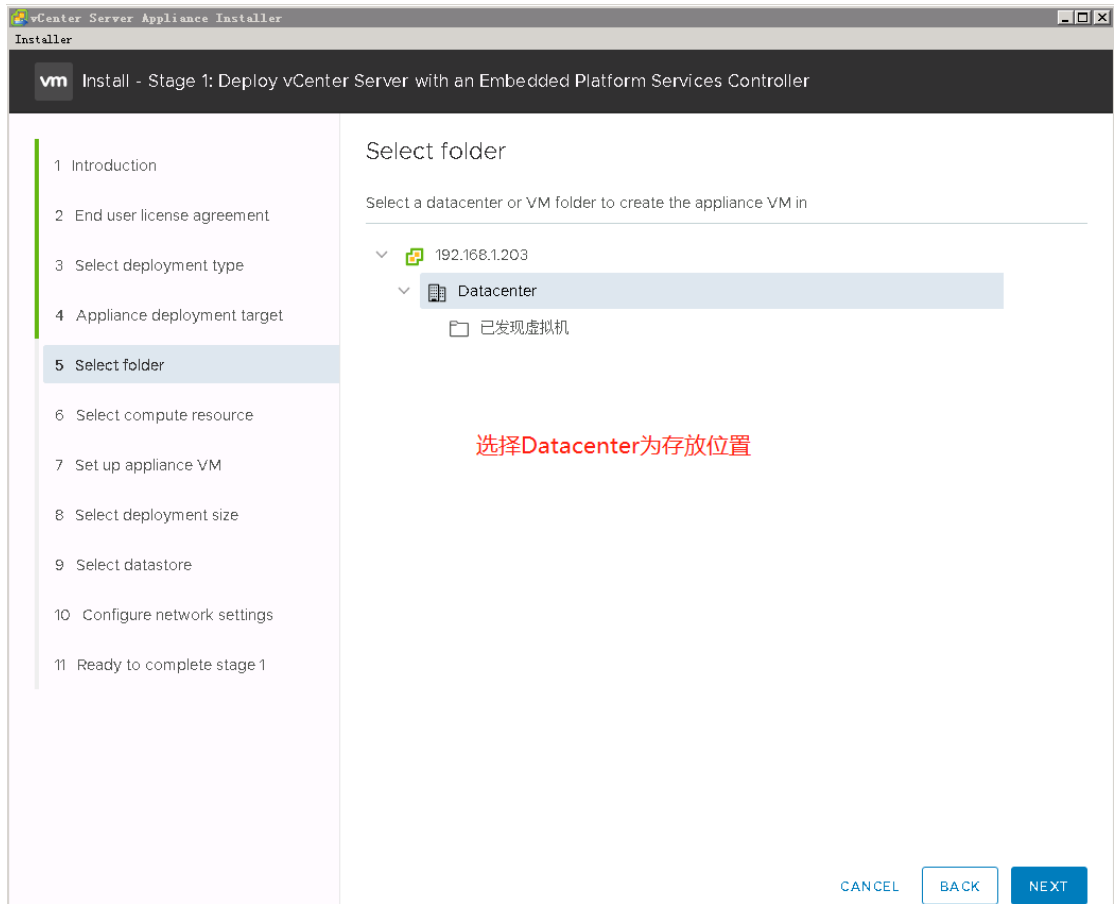 vCenter Server Appliance Installer
Installer
vm Install - Stage 1: Deploy vCenter Server with an Embedded Platform Services Controller
1 Introduction
2 End user license agreement
3 Select deployment type
4 Appliance deployment target
5 Select folder
6 Select compute resource
7 Set up appliance VM
8 Select deployment size
9 Select datastore
10 Configure network settings
11 Ready to complete stage 1
Select folder
Select a datacenter or VM folder to create the appliance VM in
192.168.1.203
Datacenter
已发现虚拟机
选择Datacenter为存放位置
CANCEL BACK NEXT